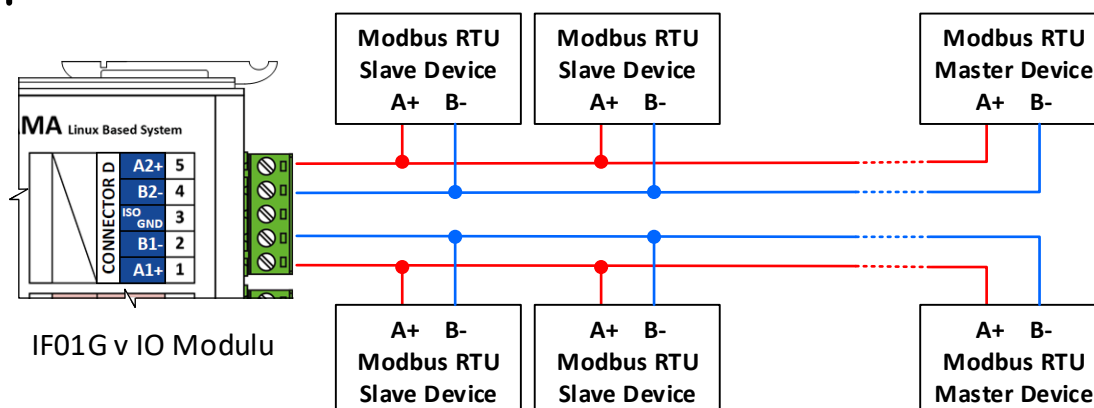 Modbus RTU
Slave Device
A+ B-
Modbus RTU
Slave Device
A+ B-
Modbus RTU
Master Device
A+ B-
MA Linux Based System
CONNECTOR D
A2+ 5
B2- 4
ISO GND 3
B1- 2
A1+ 1
IF01G v IO Modulu
A+ B-
Modbus RTU
Slave Device
A+ B-
Modbus RTU
Slave Device
A+ B-
Modbus RTU
Master Device